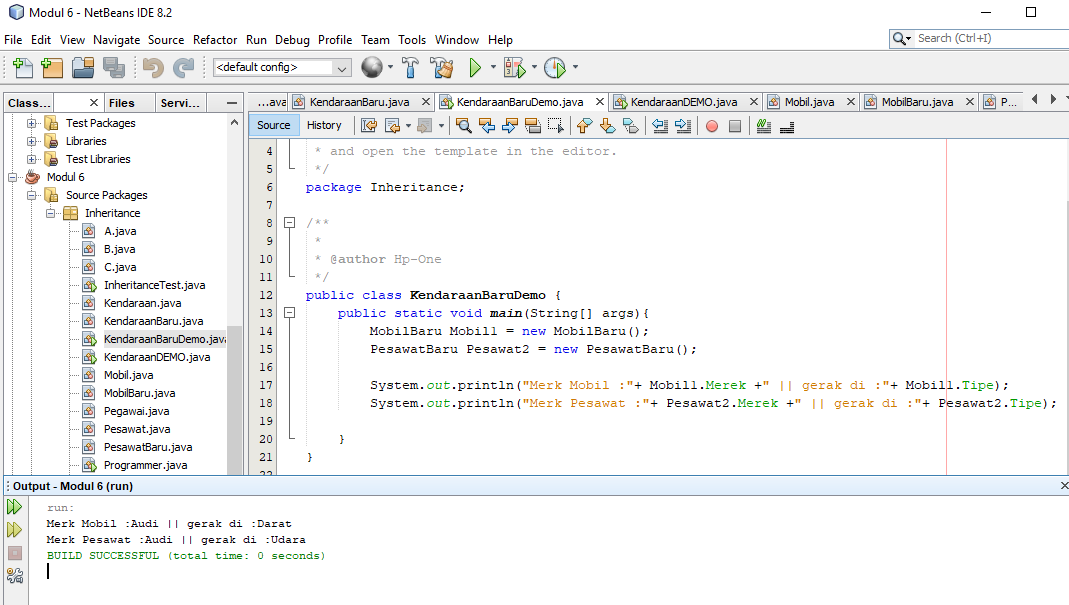 Modul 6 - NetBeans IDE 8.2
File Edit View Navigate Source Refactor Run Debug Profile Team Tools Window Help
Search (Ctrl+I)
<default config>
Class... Files Servi...
...ava KendaraanBaru.java KendaraanBaruDemo.java KendaraanDEMO.java Mobil.java MobilBaru.java P...
Source History
Test Packages
Libraries
Test Libraries
Modul 6
Source Packages
Inheritance
A.java
B.java
C.java
InheritanceTest.java
Kendaraan.java
KendaraanBaru.java
KendaraanBaruDemo.java
KendaraanDEMO.java
Mobil.java
MobilBaru.java
Pegawai.java
Pesawat.java
PesawatBaru.java
Programmer.java
4 * and open the template in the editor.
5 */
6 package Inheritance;
7
8 /**
9 *
10 * @author Hp-One
11 */
12 public class KendaraanBaruDemo {
13 public static void main(String[] args){
14 MobilBaru Mobil1 = new MobilBaru();
15 PesawatBaru Pesawat2 = new PesawatBaru();
16
17 System.out.println("Merk Mobil :"+ Mobil1.Merek +" || gerak di :"+ Mobil1.Tipe);
18 System.out.println("Merk Pesawat :"+ Pesawat2.Merek +" || gerak di :"+ Pesawat2.Tipe);
19
20 }
21 }
Output - Modul 6 (run)
run:
Merk Mobil :Audi || gerak di :Darat
Merk Pesawat :Audi || gerak di :Udara
BUILD SUCCESSFUL (total time: 0 seconds)